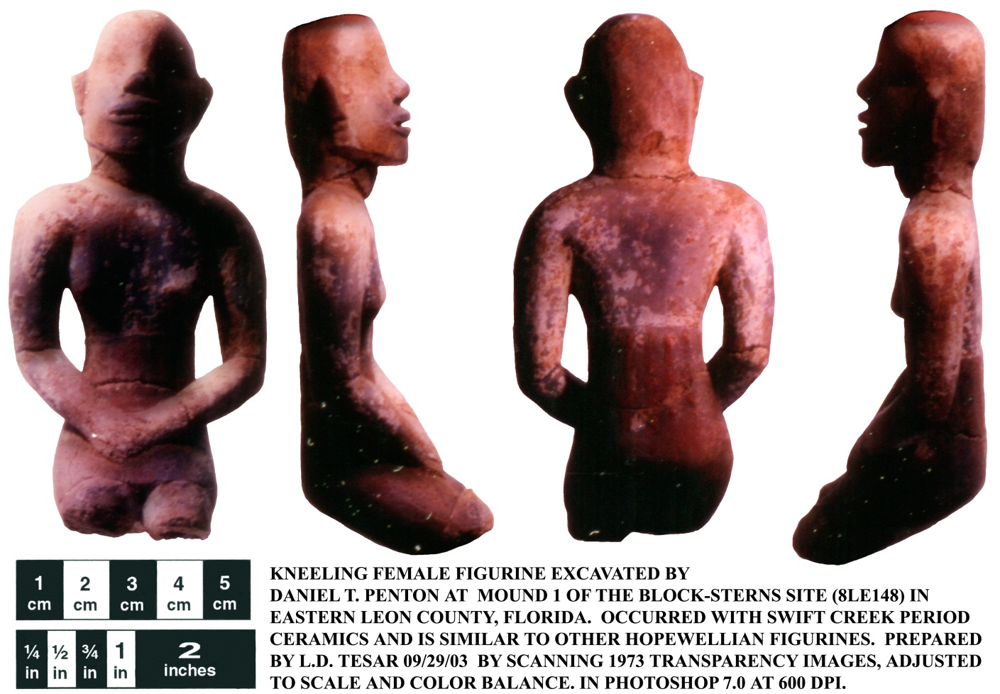 1 cm 2 cm 3 cm 4 cm 5 cm
¼ in ½ in ¾ in 1 in 2 inches
KNEELING FEMALE FIGURINE EXCAVATED BY
DANIEL T. PENTON AT MOUND 1 OF THE BLOCK-STERNS SITE (8LE148) IN
EASTERN LEON COUNTY, FLORIDA. OCCURRED WITH SWIFT CREEK PERIOD
CERAMICS AND IS SIMILAR TO OTHER HOPEWELLIAN FIGURINES. PREPARED
BY L.D. TESAR 09/29/03 BY SCANNING 1973 TRANSPARENCY IMAGES, ADJUSTED
TO SCALE AND COLOR BALANCE. IN PHOTOSHOP 7.0 AT 600 DPI.